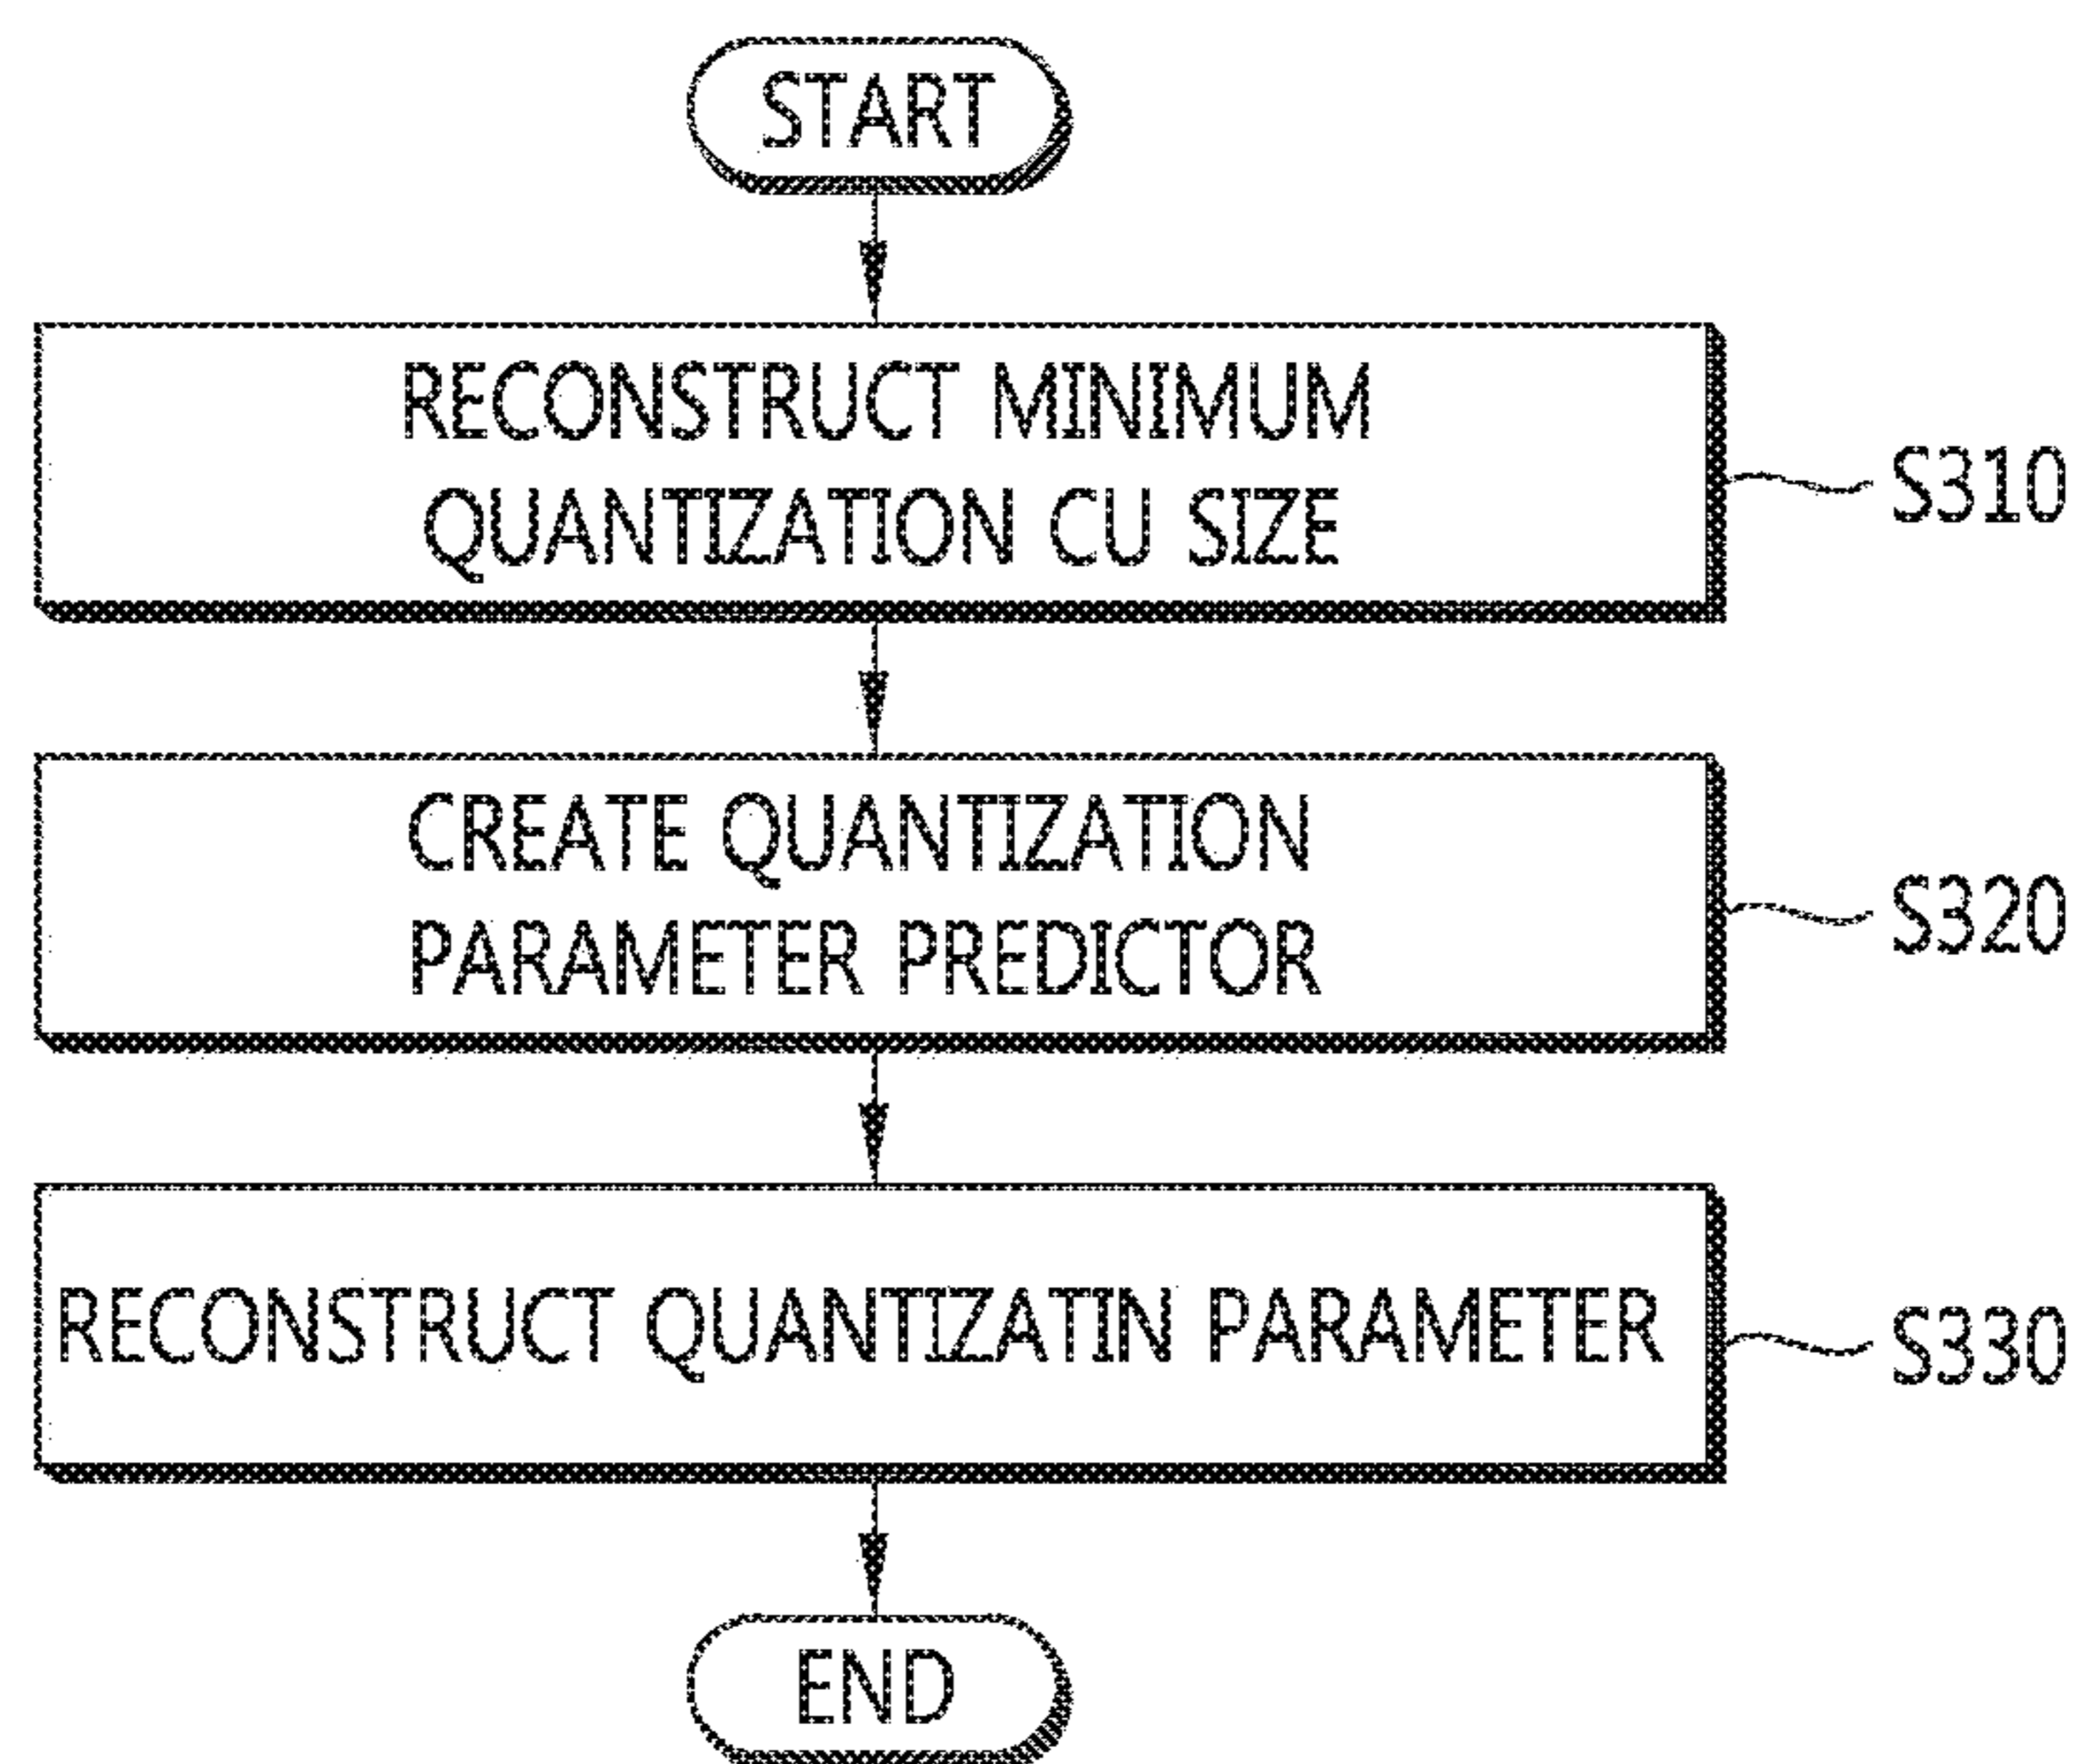 START
RECONSTRUCT MINIMUM
QUANTIZATION CU SIZE
S310
CREATE QUANTIZATION
PARAMETER PREDICTOR
S320
RECONSTRUCT QUANTIZATIN PARAMETER
S330
END